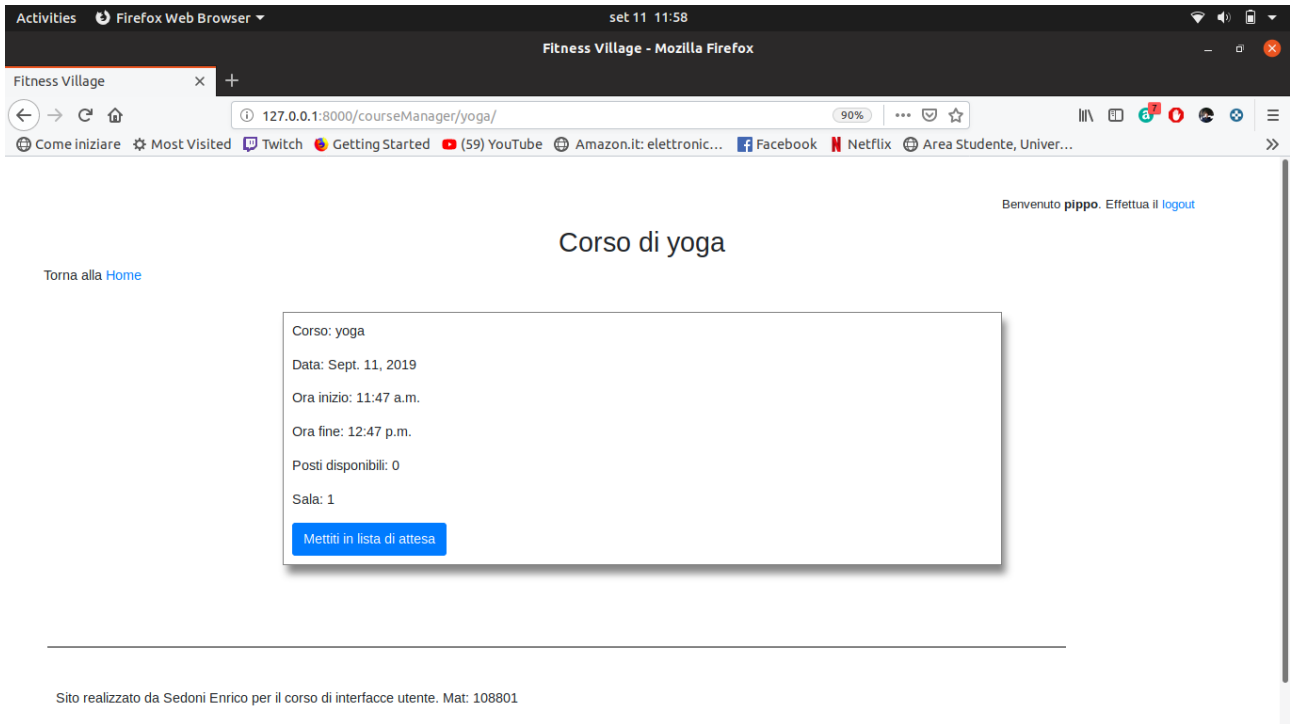 Activities Firefox Web Browser set 11 11:58
Fitness Village - Mozilla Firefox
Fitness Village
127.0.0.1:8000/courseManager/yoga/ 90% 7
Come iniziare Most Visited Twitch Getting Started (59) YouTube Amazon.it: elettronic... Facebook Netflix Area Studente, Univer...
Benvenuto pippo. Effettua il logout
Corso di yoga
Torna alla Home
Corso: yoga
Data: Sept. 11, 2019
Ora inizio: 11:47 a.m.
Ora fine: 12:47 p.m.
Posti disponibili: 0
Sala: 1
Mettiti in lista di attesa
Sito realizzato da Sedoni Enrico per il corso di interfacce utente. Mat: 108801